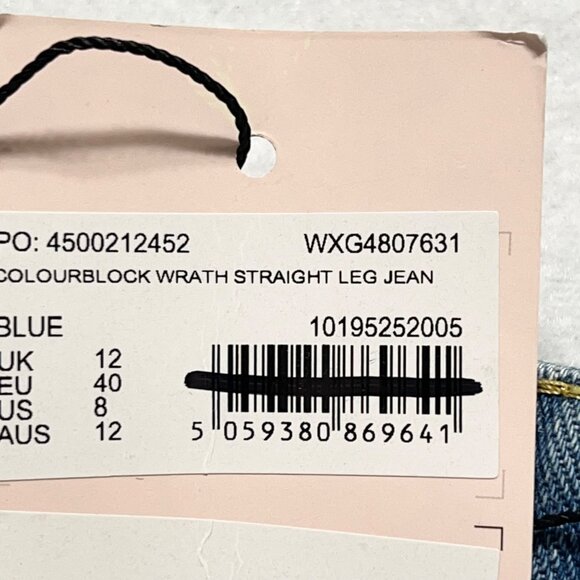 PO: 4500212452 WXG4807631
COLOURBLOCK WRATH STRAIGHT LEG JEAN
BLUE 10195252005
UK 12
EU 40
US 8
AUS 12
5 059380 869641